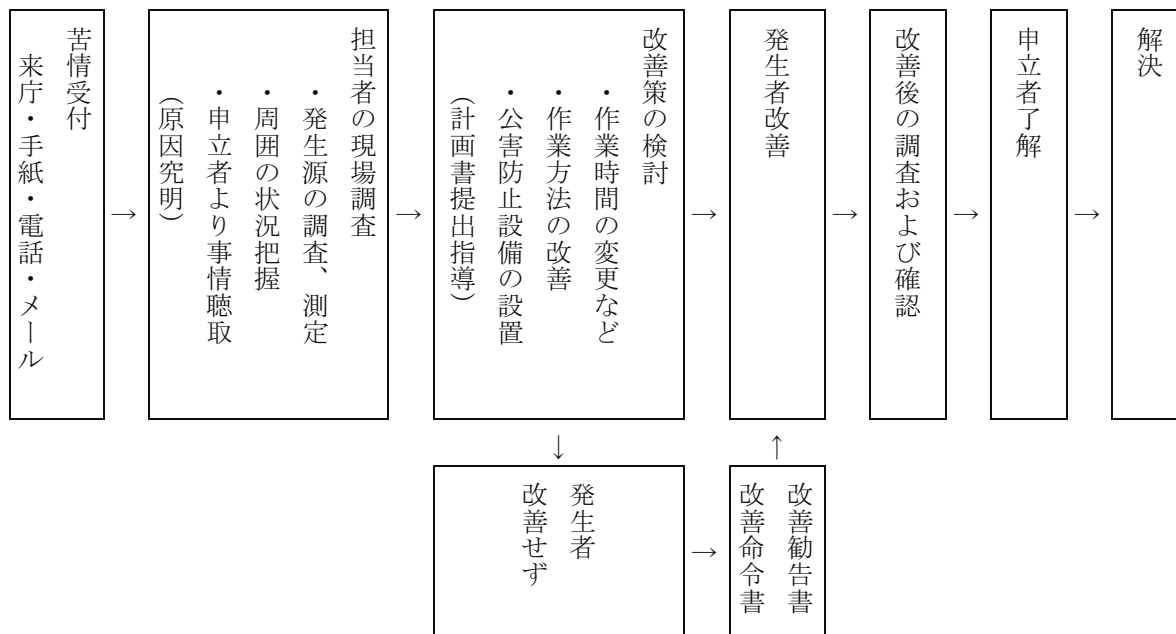 苦情受付
来庁・手紙・電話・メール
→
担当者の現場調査
・発生源の調査、測定
・周囲の状況把握
・申立者より事情聴取
(原因究明)
→
改善策の検討
・作業時間の変更など
・作業方法の改善
・公害防止設備の設置
(計画書提出指導)
→
発生者改善
→
改善後の調査および確認
→
申立者了解
→
解決
↓
発生者
改善せず
→
改善勧告書
改善命令書
↑